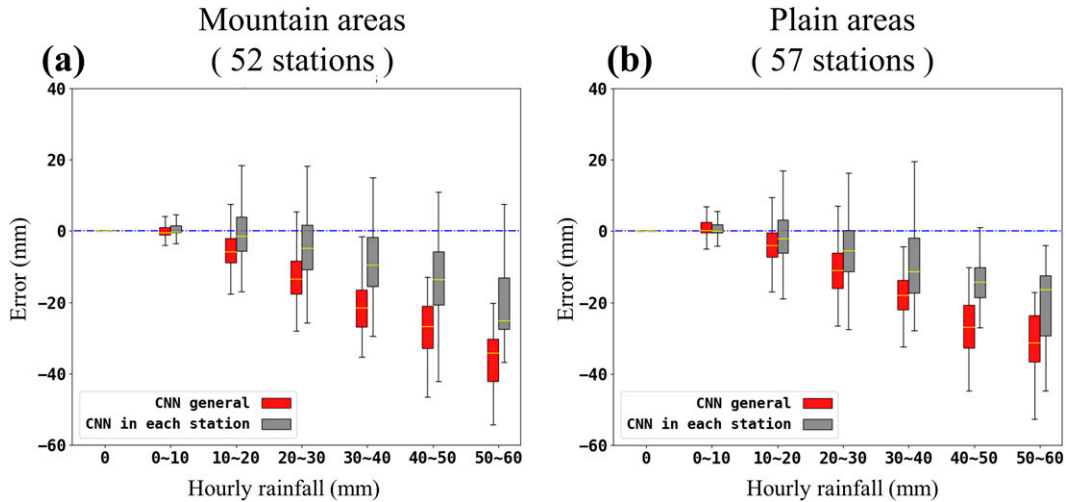 Mountain areas
(a) ( 52 stations )
40
20
0
−20
−40
−60
Error (mm)
CNN general
CNN in each station
0 0~10 10~20 20~30 30~40 40~50 50~60
Hourly rainfall (mm)
Plain areas
(b) ( 57 stations )
40
20
0
−20
−40
−60
Error (mm)
CNN general
CNN in each station
0 0~10 10~20 20~30 30~40 40~50 50~60
Hourly rainfall (mm)